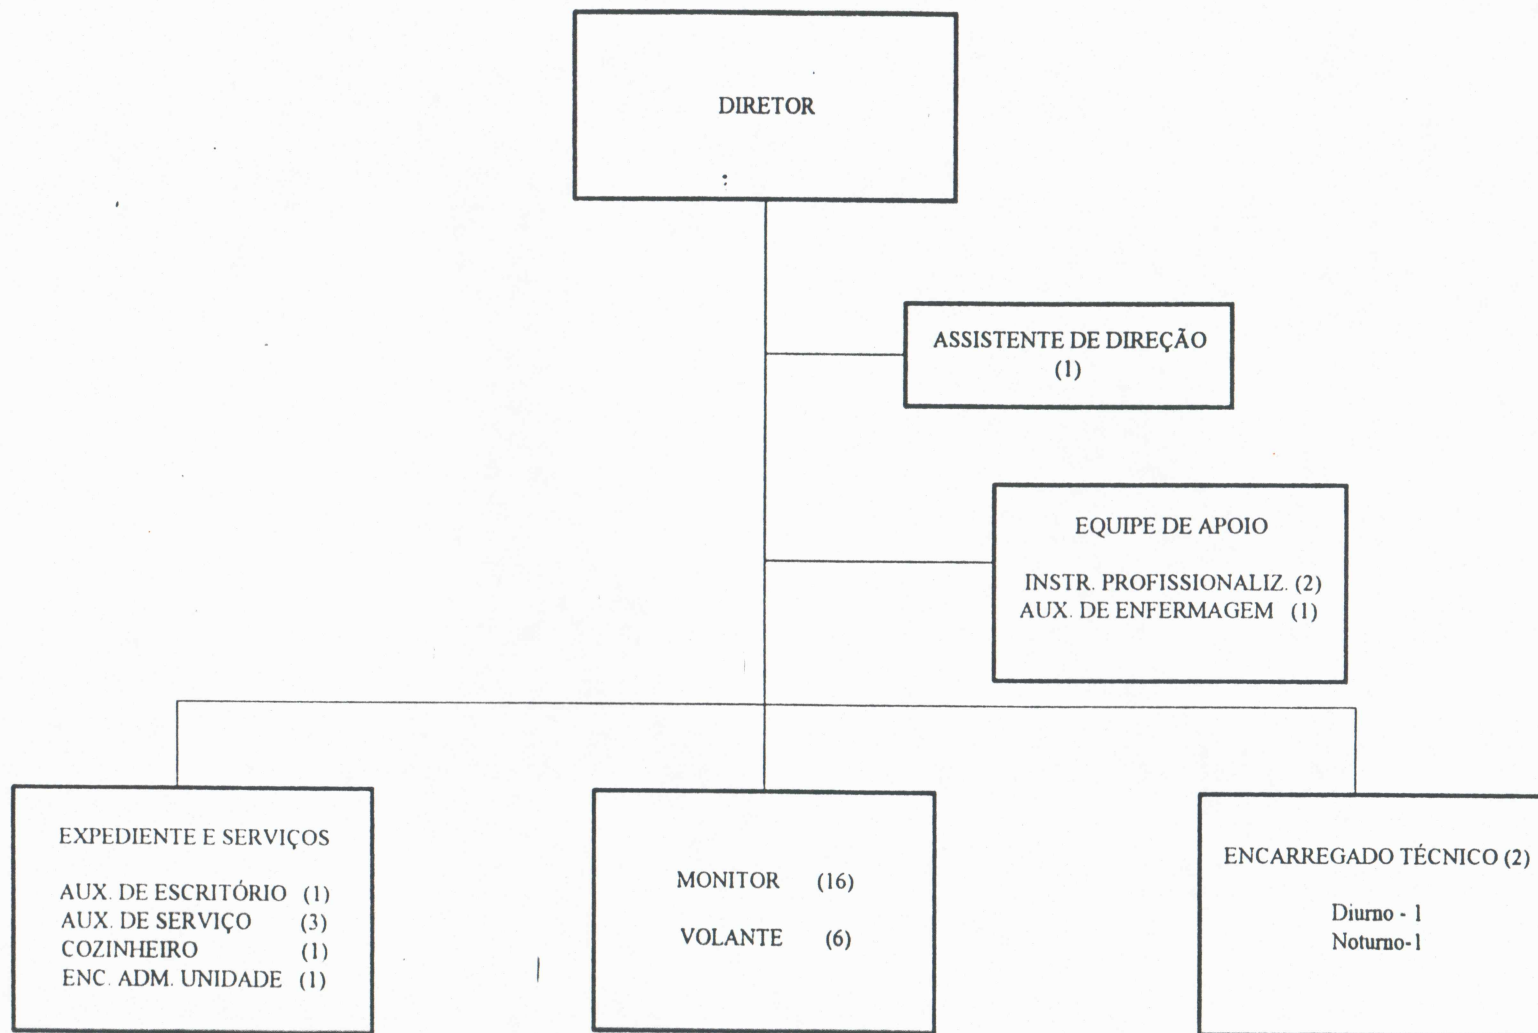 DIRETOR
ASSISTENTE DE DIREÇÃO
(1)
EQUIPE DE APOIO
INSTR. PROFISSIONALIZ. (2)
AUX. DE ENFERMAGEM (1)
EXPEDIENTE E SERVIÇOS
AUX. DE ESCRITÓRIO (1)
AUX. DE SERVIÇO (3)
COZINHEIRO (1)
ENC. ADM. UNIDADE (1)
MONITOR (16)
VOLANTE (6)
ENCARREGADO TÉCNICO (2)
Diurno - 1
Noturno-1